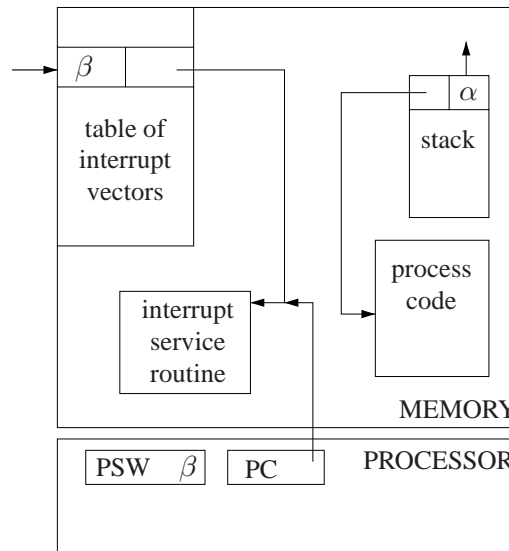 β
α
table of
interrupt
vectors
stack
process
code
interrupt
service
routine
MEMORY
PROCESSOR
PSW β
PC